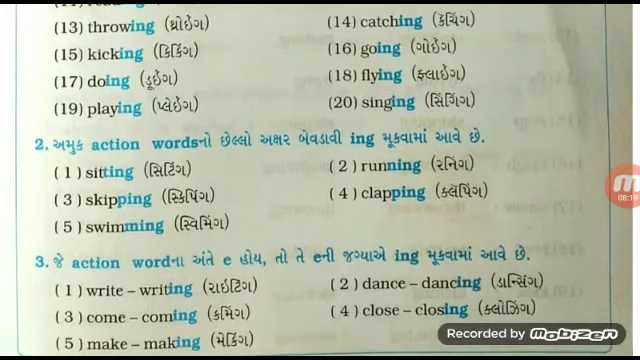 (13) throwing (થ્રોઇંગ) (14) catching (કૅચિંગ)
(15) kicking (કિકિંગ) (16) going (ગોઇંગ)
(17) doing (ડૂઇંગ) (18) flying (ફ્લાઇંગ)
(19) playing (પ્લેઇંગ) (20) singing (સિંગિંગ)
2. અમુક action wordsનો છેલ્લો અક્ષર બેવડાવી ing મૂકવામાં આવે છે.
(1) sitting (સિટિંગ) (2) running (રનિંગ)
(3) skipping (સ્કિપિંગ) (4) clapping (ક્લૅપિંગ)
(5) swimming (સ્વિમિંગ)
3. જે action wordના અંતે e હોય, તો તે eની જગ્યાએ ing મૂકવામાં આવે છે.
(1) write – writing (રાઇટિંગ) (2) dance – dancing (ડાન્સિંગ)
(3) come – coming (કમિંગ) (4) close – closing (ક્લોઝિંગ)
(5) make – making (મેકિંગ)
08:19
Recorded by mobizen